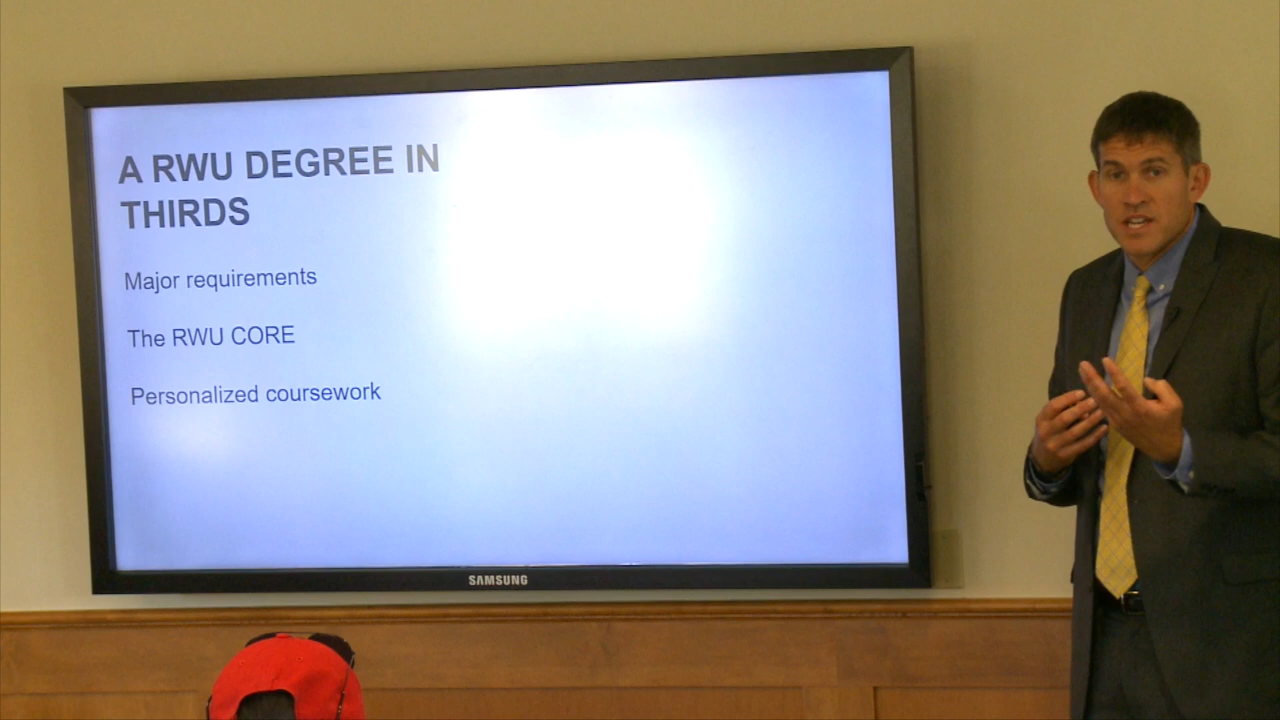 A RWU DEGREE IN
THIRDS
Major requirements
The RWU CORE
Personalized coursework
SAMSUNG